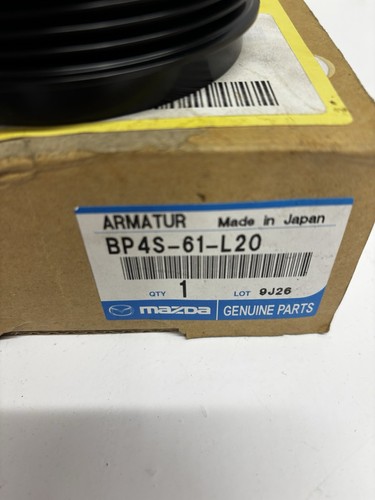 ARMATUR Made in Japan
BP4S-61-L20
QTY 1 LOT 9J26
mazda GENUINE PARTS